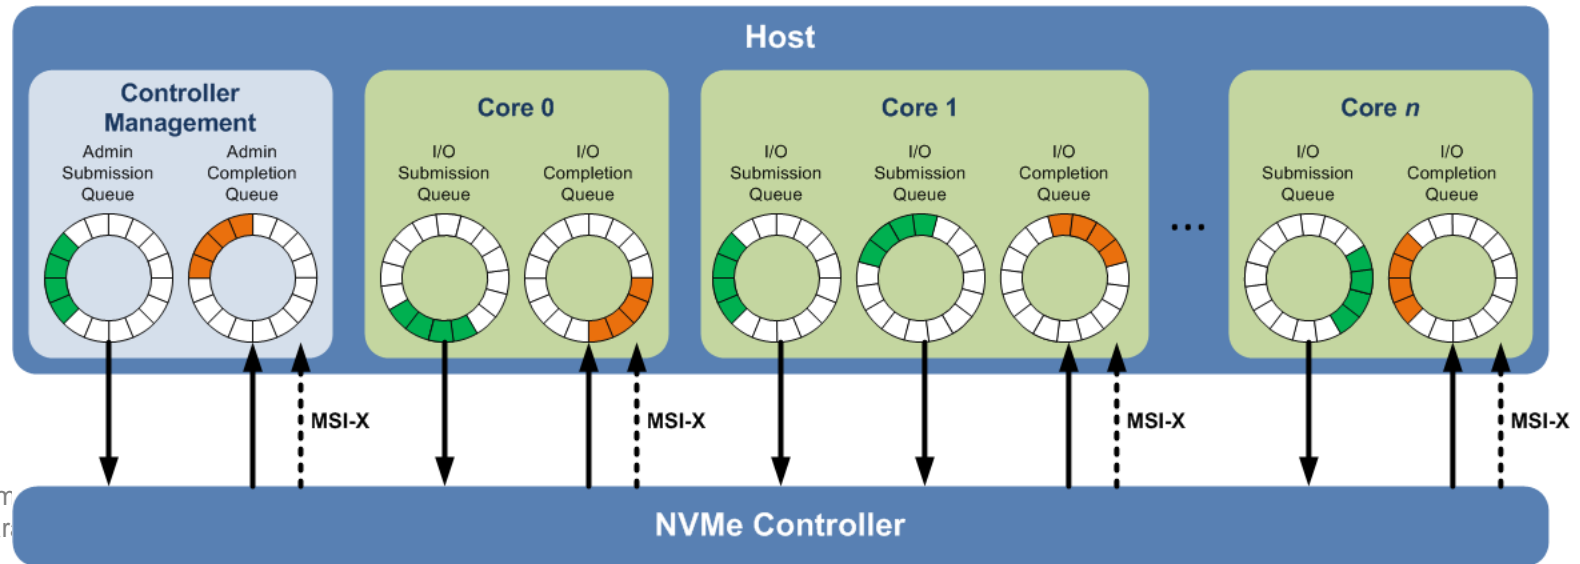 Host
Controller
Management
Admin
Submission
Queue
Admin
Completion
Queue
Core 0
I/O
Submission
Queue
I/O
Completion
Queue
Core 1
I/O
Submission
Queue
I/O
Submission
Queue
I/O
Completion
Queue
...
Core n
I/O
Submission
Queue
I/O
Completion
Queue
MSI-X
MSI-X
MSI-X
MSI-X
NVMe Controller